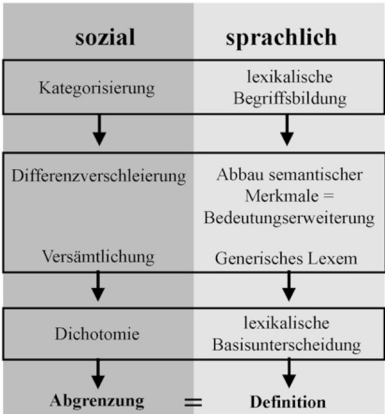 sozial sprachlich
Kategorisierung
lexikalische
Begriffsbildung
Differenzverschleierung
Abbau semantischer
Merkmale =
Bedeutungserweiterung
Versämtlichung
Generisches Lexem
Dichotomie
lexikalische
Basisunterscheidung
Abgrenzung = Definition